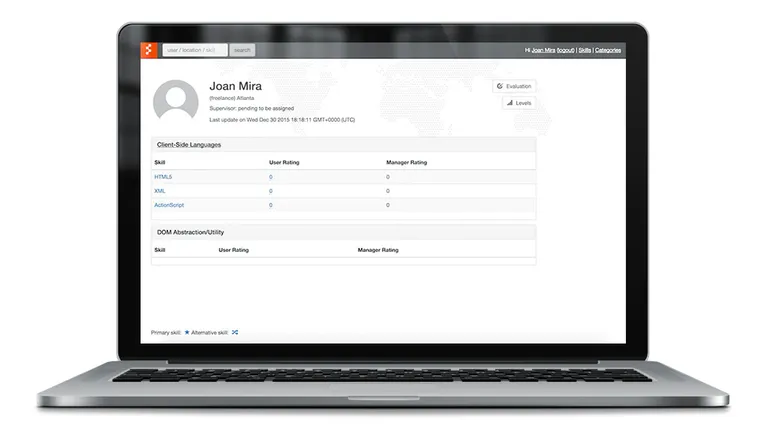 user / location / skill search Hi Joan Mira (logout) | Skills | Categories
Joan Mira
(freelance) Atlanta
Supervisor: pending to be assigned
Last update on Wed Dec 30 2015 18:18:11 GMT+0000 (UTC)
Evaluation
Levels
Client-Side Languages
Skill User Rating Manager Rating
HTML5 0 0
XML 0 0
ActionScript 0 0
DOM Abstraction/Utility
Skill User Rating Manager Rating
Primary skill: Alternative skill: